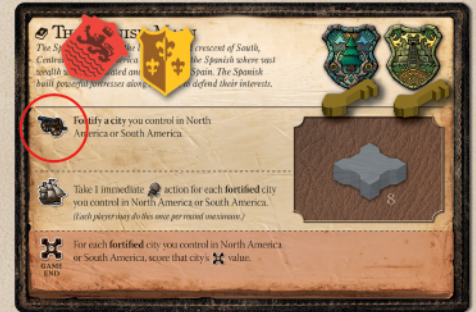 The Sp
crescent of South,
Centr
the Spanish where vast
wealth
ated and
Spain. The Spanish
built powerful fortresses along
defend their interests.
Fortify a city you control in North
America or South America.
Take 1 immediate action for each fortified city
you control in North America or South America.
(Each player may do this once per round maximum.)
8
For each fortified city you control in North America
or South America, score that city's value.
GAME
END